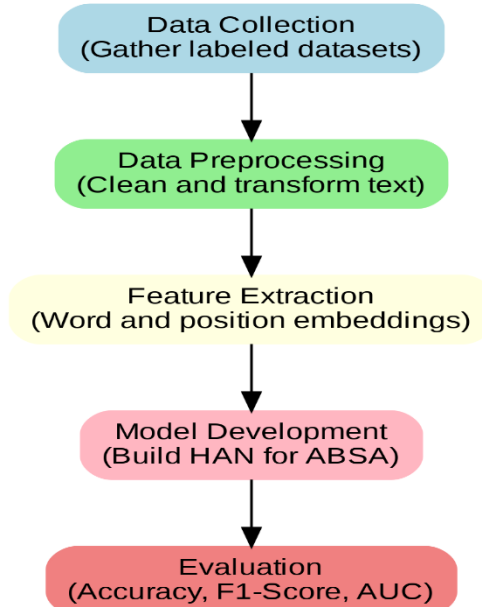 Data Collection
(Gather labeled datasets)
Data Preprocessing
(Clean and transform text)
Feature Extraction
(Word and position embeddings)
Model Development
(Build HAN for ABSA)
Evaluation
(Accuracy, F1-Score, AUC)